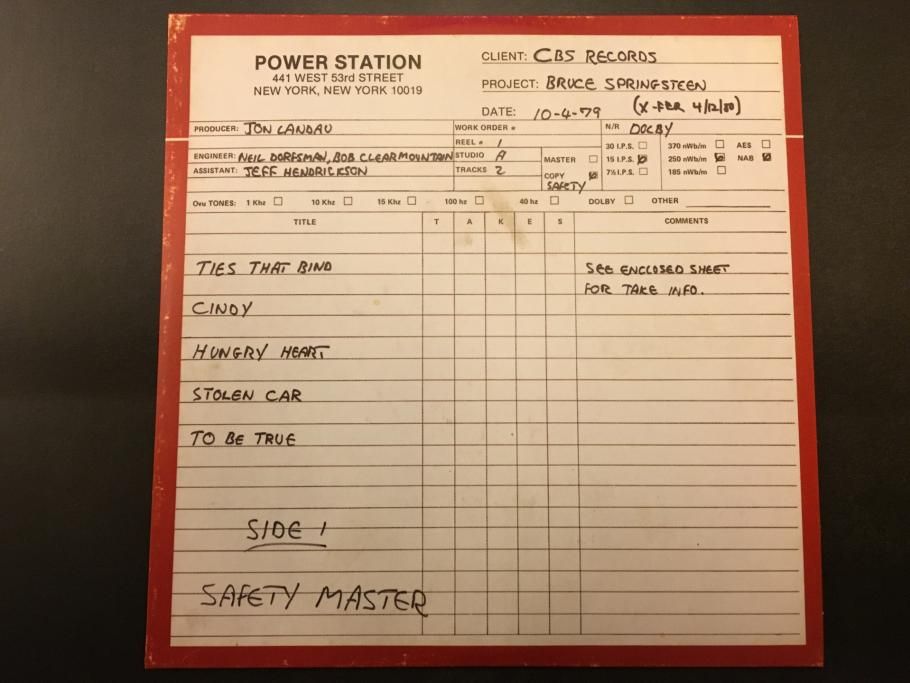 POWER STATION
441 WEST 53rd STREET
NEW YORK, NEW YORK 10019
CLIENT: CBS RECORDS
PROJECT: BRUCE SPRINGSTEEN
DATE: 10-4-79 (X-FER 4/12/80)
PRODUCER: JON LANDAU
WORK ORDER #
N/R DOLBY
REEL # 1
30 I.P.S. 370 nWb/m AES
ENGINEER: NEIL DORFSMAN, BOB CLEARMOUNTAIN
STUDIO A
MASTER
15 I.P.S. 250 nWb/m NAB
ASSISTANT: JEFF HENDRICKSON
TRACKS 2
COPY
SAFETY
7½ I.P.S. 185 nWb/m
Ovu TONES: 1 Khz 10 Khz 15 Khz 100 hz 40 hz DOLBY OTHER
TITLE T A K E S COMMENTS
TIES THAT BIND SEE ENCLOSED SHEET
FOR TAKE INFO.
CINDY
HUNGRY HEART
STOLEN CAR
TO BE TRUE
SIDE 1
SAFETY MASTER